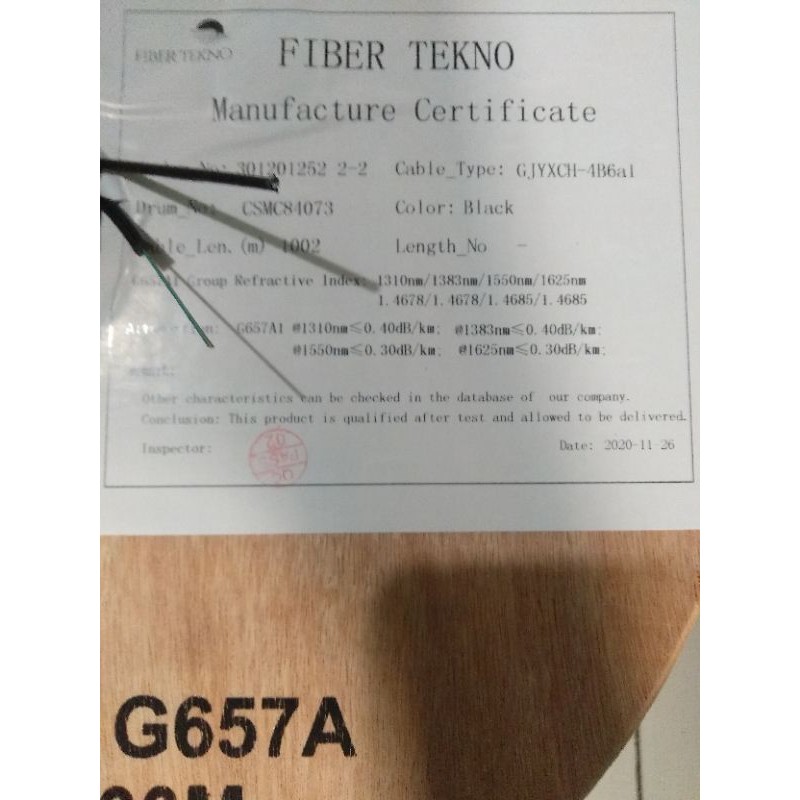 FIBER TEKNO
FIBER TEKNO
Manufacture Certificate
No: 301201252 2-2 Cable_Type: GJYXCH-4B6a1
Drum_No: CSMC84073 Color: Black
Len.(m) 1002 Length_No -
Group Refractive Index: 1310nm/1383nm/1550nm/1625nm
1.4678/1.4678/1.4685/1.4685
G657A1 @1310nm≤0.40dB/km; @1383nm≤0.40dB/km;
@1550nm≤0.30dB/km; @1625nm≤0.30dB/km;
Other characteristics can be checked in the database of our company.
Conclusion: This product is qualified after test and allowed to be delivered.
Inspector: Date: 2020-11-26
G657A